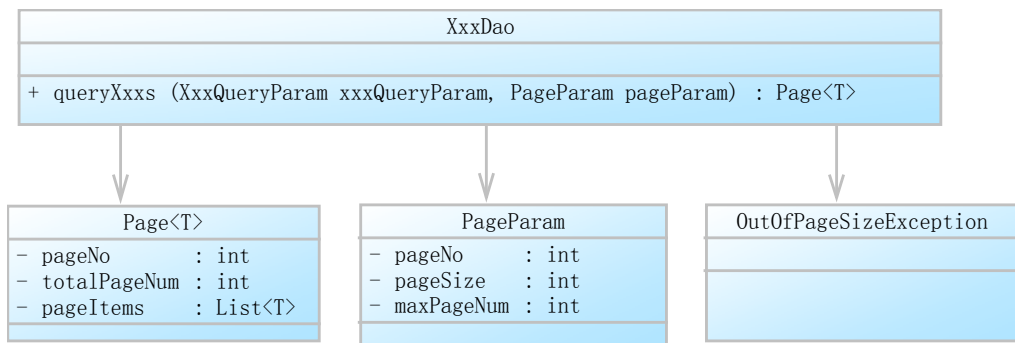 XxxDao
+ queryXxxs (XxxQueryParam xxxQueryParam, PageParam pageParam) : Page<T>
Page<T>
- pageNo : int
- totalPageNum : int
- pageItems : List<T>
PageParam
- pageNo : int
- pageSize : int
- maxPageNum : int
OutOfPageSizeException